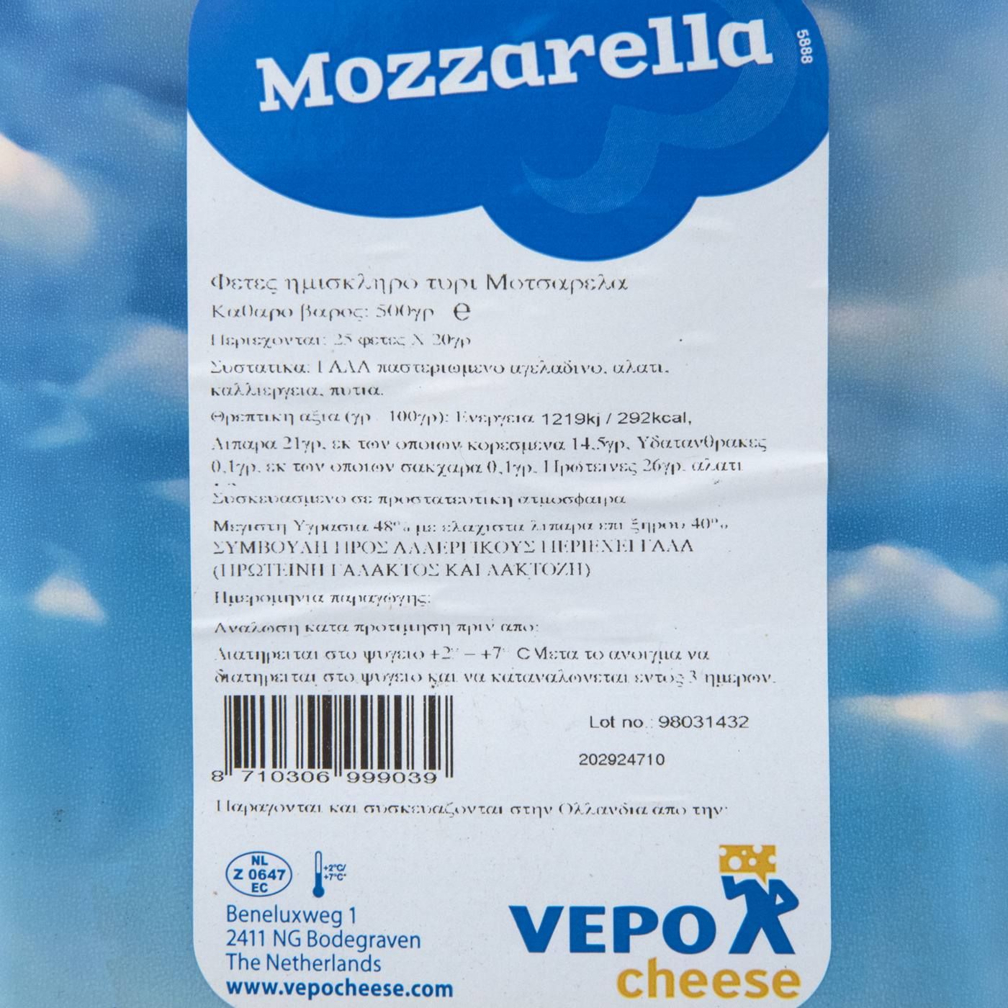 Mozzarella
5888
Φετες ημισκληρο τυρι Μοτσαρελα
Καθαρο βαρος: 500γρ e
Περιεχονται: 25 φετες Χ 20γρ
Συστατικα: ΓΑΛΑ παστεριωμενο αγελαδινο, αλατι,
καλλιεργεια, πυτια.
Θρεπτικη αξια (γρ 100γρ): Ενεργεια 1219kj / 292kcal,
Λιπαρα 21γρ, εκ των οποιων κορεσμενα 14,5γρ, Υδατανθρακες
0,1γρ, εκ των οποιων σακχαρα 0,1γρ, Πρωτεινες 26γρ, αλατι
Συσκευασμενο σε προστατευτικη ατμοσφαιρα
Μεγιστη Υγρασια 48% με ελαχιστα λιπαρα επι ξηρου 40%,
ΣΥΜΒΟΥΛΗ ΠΡΟΣ ΑΛΛΕΡΓΙΚΟΥΣ ΠΕΡΙΕΧΕΙ ΓΑΛΑ
(ΠΡΩΤΕΙΝΗ ΓΑΛΑΚΤΟΣ ΚΑΙ ΛΑΚΤΟΖΗ)
Ημερομηνια παραγωγης:
Αναλωση κατα προτιμηση πριν απο:
Διατηρειται στο ψυγειο +2° – +7° C Μετα το ανοιγμα να
διατηρειται στο ψυγειο και να καταναλωνεται εντος 3 ημερων.
8 710306 999039
Lot no.: 98031432
202924710
Παραγονται και συσκευαζονται στην Ολλανδια απο την:
NL
Z 0647
EC
+2°C/
+7°C
Beneluxweg 1
2411 NG Bodegraven
The Netherlands
www.vepocheese.com
VEPO
cheese